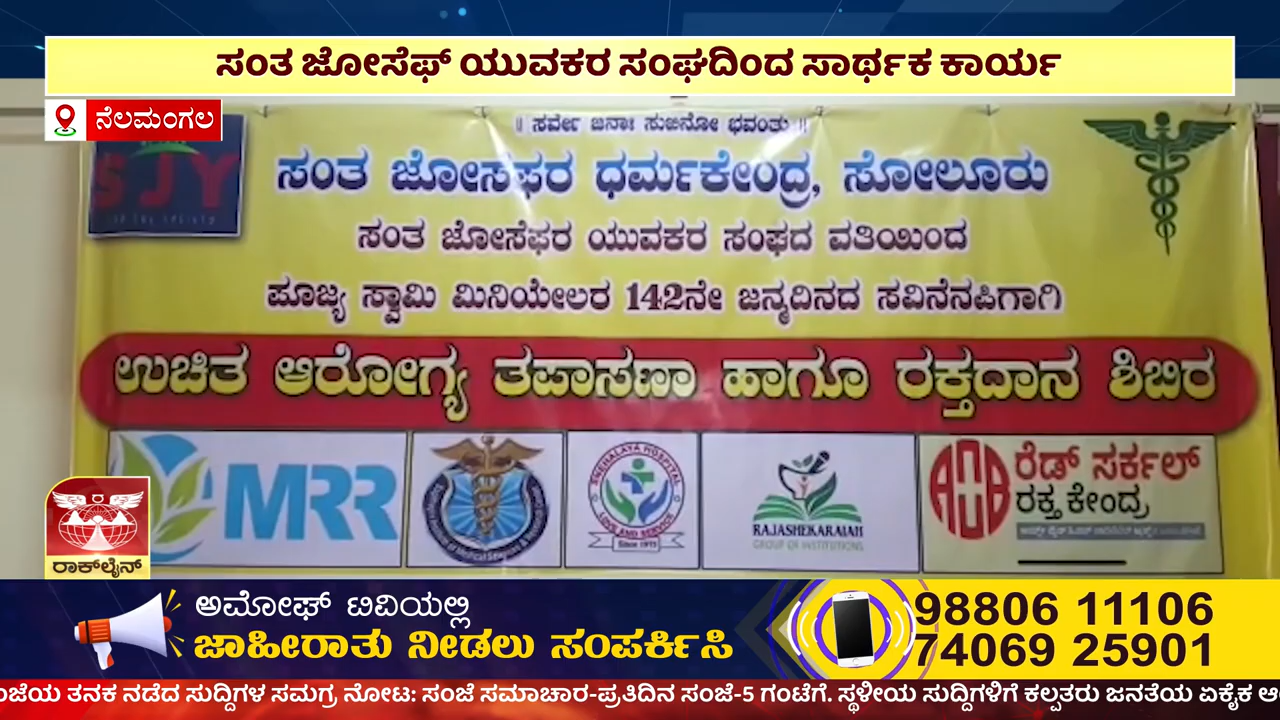 ಸಂತ ಜೋಸೆಫ್ ಯುವಕರ ಸಂಘದಿಂದ ಸಾರ್ಥಕ ಕಾರ್ಯ
ನೆಲಮಂಗಲ
|| ಸರ್ವೇ ಜನಾಃ ಸುಜನೋ ಭವಂತು ||
SJY
ಸಂತ ಜೋಸೆಫರ ಧರ್ಮಕೇಂದ್ರ, ಸೋಲೂರು
ಸಂತ ಜೋಸೆಫರ ಯುವಕರ ಸಂಘದ ವತಿಯಿಂದ
ಪೂಜ್ಯ ಸ್ವಾಮಿ ಮಿನಿಯೇಲರ 142ನೇ ಜನ್ಮದಿನದ ಸವಿನೆನಪಿಗಾಗಿ
ಉಚಿತ ಆರೋಗ್ಯ ತಪಾಸಣಾ ಹಾಗೂ ರಕ್ತದಾನ ಶಿಬಿರ
MRR
SNEHALAYA HOSPITAL
LOVE AND SERVICE
Since 1915
RAJASHEKARAIAH
GROUP OF INSTITUTIONS
ರೆಡ್ ಸರ್ಕಲ್
ರಕ್ತ ಕೇಂದ್ರ
ರಾಕ್‌ಲೈನ್
ಅಮೋಘ್ ಟಿವಿಯಲ್ಲಿ
ಜಾಹೀರಾತು ನೀಡಲು ಸಂಪರ್ಕಿಸಿ
98806 11106
74069 25901
ಂಜೆಯ ತನಕ ನಡೆದ ಸುದ್ದಿಗಳ ಸಮಗ್ರ ನೋಟ: ಸಂಜೆ ಸಮಾಚಾರ-ಪ್ರತಿದಿನ ಸಂಜೆ-5 ಗಂಟೆಗೆ. ಸ್ಥಳೀಯ ಸುದ್ದಿಗಳಿಗೆ ಕಲ್ಪತರು ಜನತೆಯ ಏಕೈಕ